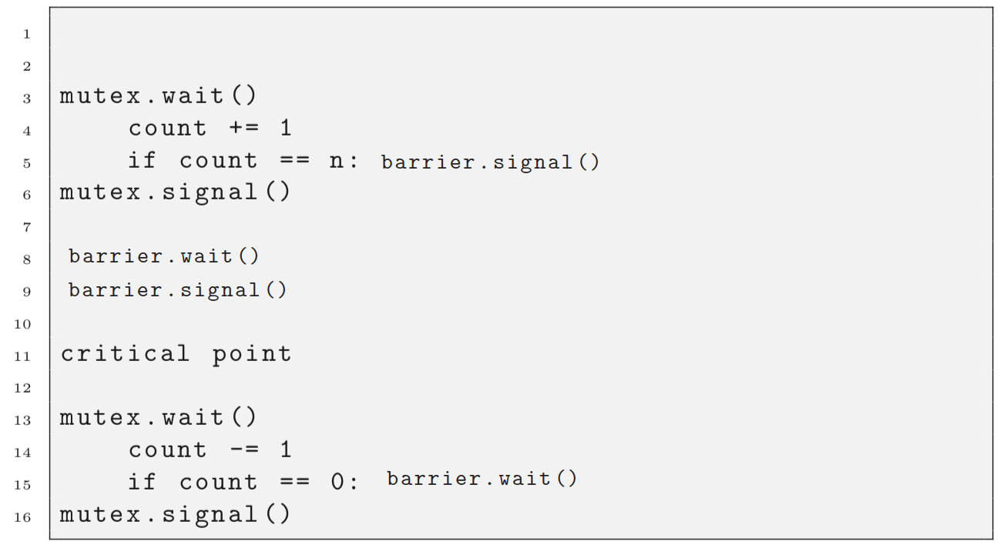 1
2
3 mutex.wait()
4     count += 1
5     if count == n: barrier.signal()
6 mutex.signal()
7
8 barrier.wait()
9 barrier.signal()
10
11 critical point
12
13 mutex.wait()
14     count -= 1
15     if count == 0: barrier.wait()
16 mutex.signal()